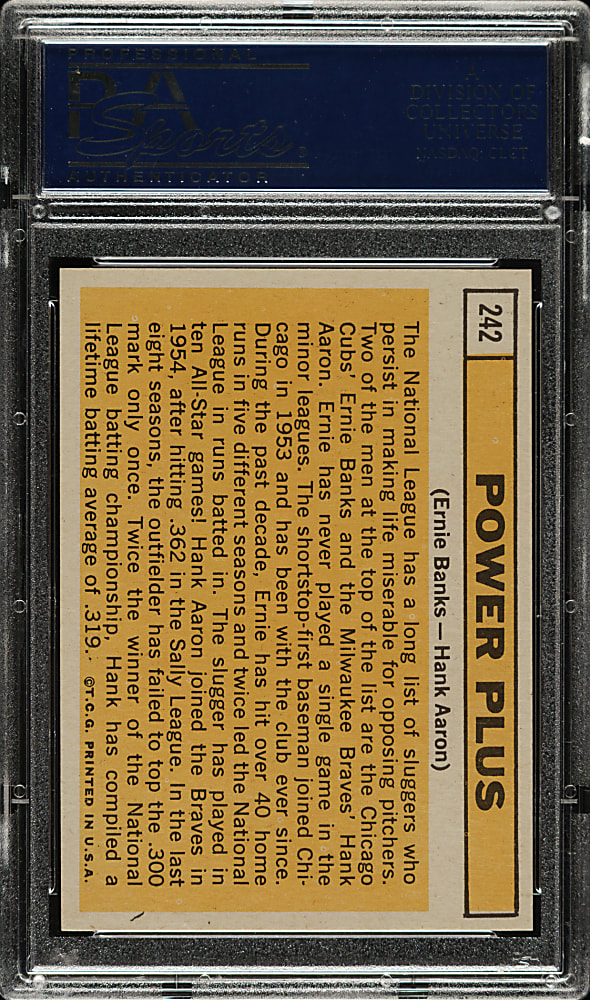 PROFESSIONAL
PSA
Sports
AUTHENTICATOR
A
DIVISION OF
COLLECTORS
UNIVERSE
NASDAQ: CLCT
242
POWER PLUS
(Ernie Banks — Hank Aaron)
The National League has a long list of sluggers who
persist in making life miserable for opposing pitchers.
Two of the men at the top of the list are the Chicago
Cubs' Ernie Banks and the Milwaukee Braves' Hank
Aaron. Ernie has never played a single game in the
minor leagues. The shortstop-first baseman joined Chi-
cago in 1953 and has been with the club ever since.
During the past decade, Ernie has hit over 40 home
runs in five different seasons and twice led the National
League in runs batted in. The slugger has played in
ten All-Star games! Hank Aaron joined the Braves in
1954, after hitting .362 in the Sally League. In the last
eight seasons, the outfielder has failed to top the .300
mark only once. Twice the winner of the National
League batting championship, Hank has compiled a
lifetime batting average of .319.
©T.C.G. PRINTED IN U.S.A.